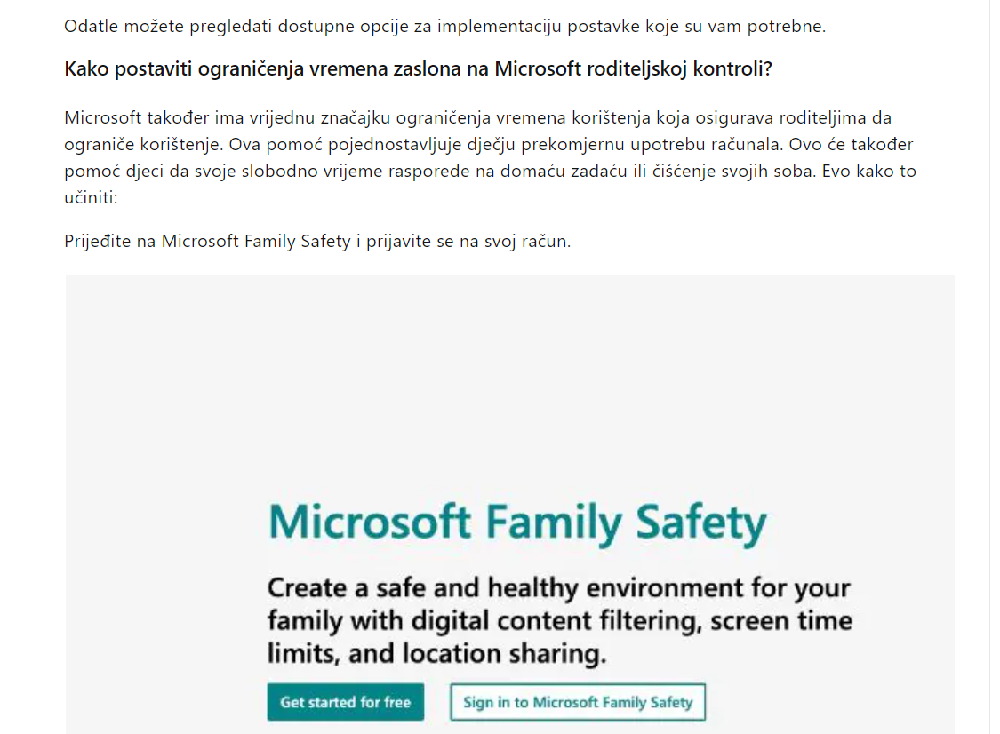 Odatle možete pregledati dostupne opcije za implementaciju postavke koje su vam potrebne.
Kako postaviti ograničenja vremena zaslona na Microsoft roditeljskoj kontroli?
Microsoft također ima vrijednu značajku ograničenja vremena korištenja koja osigurava roditeljima da
ograniče korištenje. Ova pomoć pojednostavljuje dječju prekomjernu upotrebu računala. Ovo će također
pomoć djeci da svoje slobodno vrijeme rasporede na domaću zadaću ili čišćenje svojih soba. Evo kako to
učiniti:
Prijeđite na Microsoft Family Safety i prijavite se na svoj račun.
Microsoft Family Safety
Create a safe and healthy environment for your
family with digital content filtering, screen time
limits, and location sharing.
Get started for free
Sign in to Microsoft Family Safety